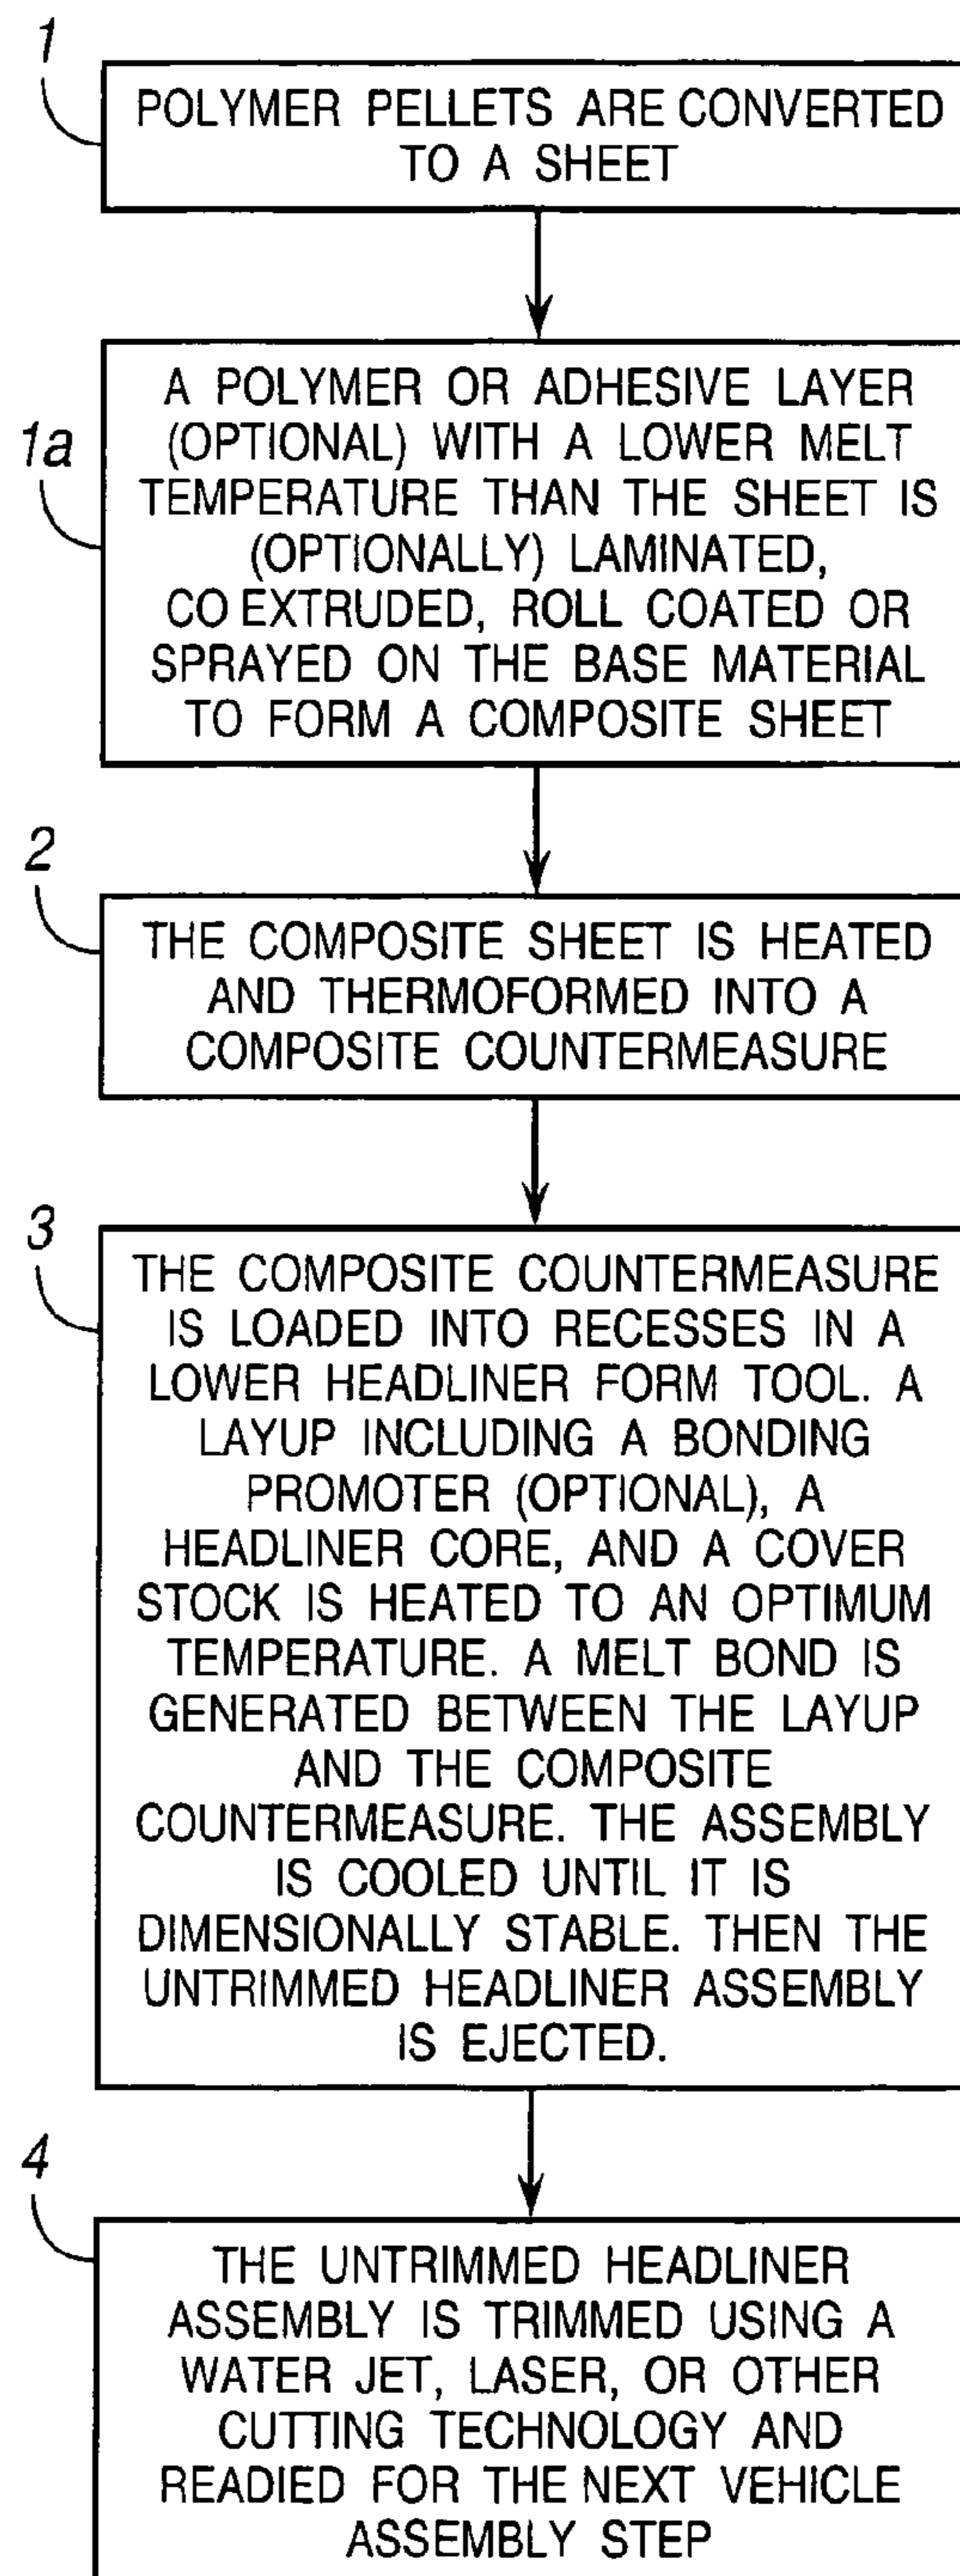 1
POLYMER PELLETS ARE CONVERTED
TO A SHEET
1a
A POLYMER OR ADHESIVE LAYER
(OPTIONAL) WITH A LOWER MELT
TEMPERATURE THAN THE SHEET IS
(OPTIONALLY) LAMINATED,
CO EXTRUDED, ROLL COATED OR
SPRAYED ON THE BASE MATERIAL
TO FORM A COMPOSITE SHEET
2
THE COMPOSITE SHEET IS HEATED
AND THERMOFORMED INTO A
COMPOSITE COUNTERMEASURE
3
THE COMPOSITE COUNTERMEASURE
IS LOADED INTO RECESSES IN A
LOWER HEADLINER FORM TOOL. A
LAYUP INCLUDING A BONDING
PROMOTER (OPTIONAL), A
HEADLINER CORE, AND A COVER
STOCK IS HEATED TO AN OPTIMUM
TEMPERATURE. A MELT BOND IS
GENERATED BETWEEN THE LAYUP
AND THE COMPOSITE
COUNTERMEASURE. THE ASSEMBLY
IS COOLED UNTIL IT IS
DIMENSIONALLY STABLE. THEN THE
UNTRIMMED HEADLINER ASSEMBLY
IS EJECTED.
4
THE UNTRIMMED HEADLINER
ASSEMBLY IS TRIMMED USING A
WATER JET, LASER, OR OTHER
CUTTING TECHNOLOGY AND
READIED FOR THE NEXT VEHICLE
ASSEMBLY STEP